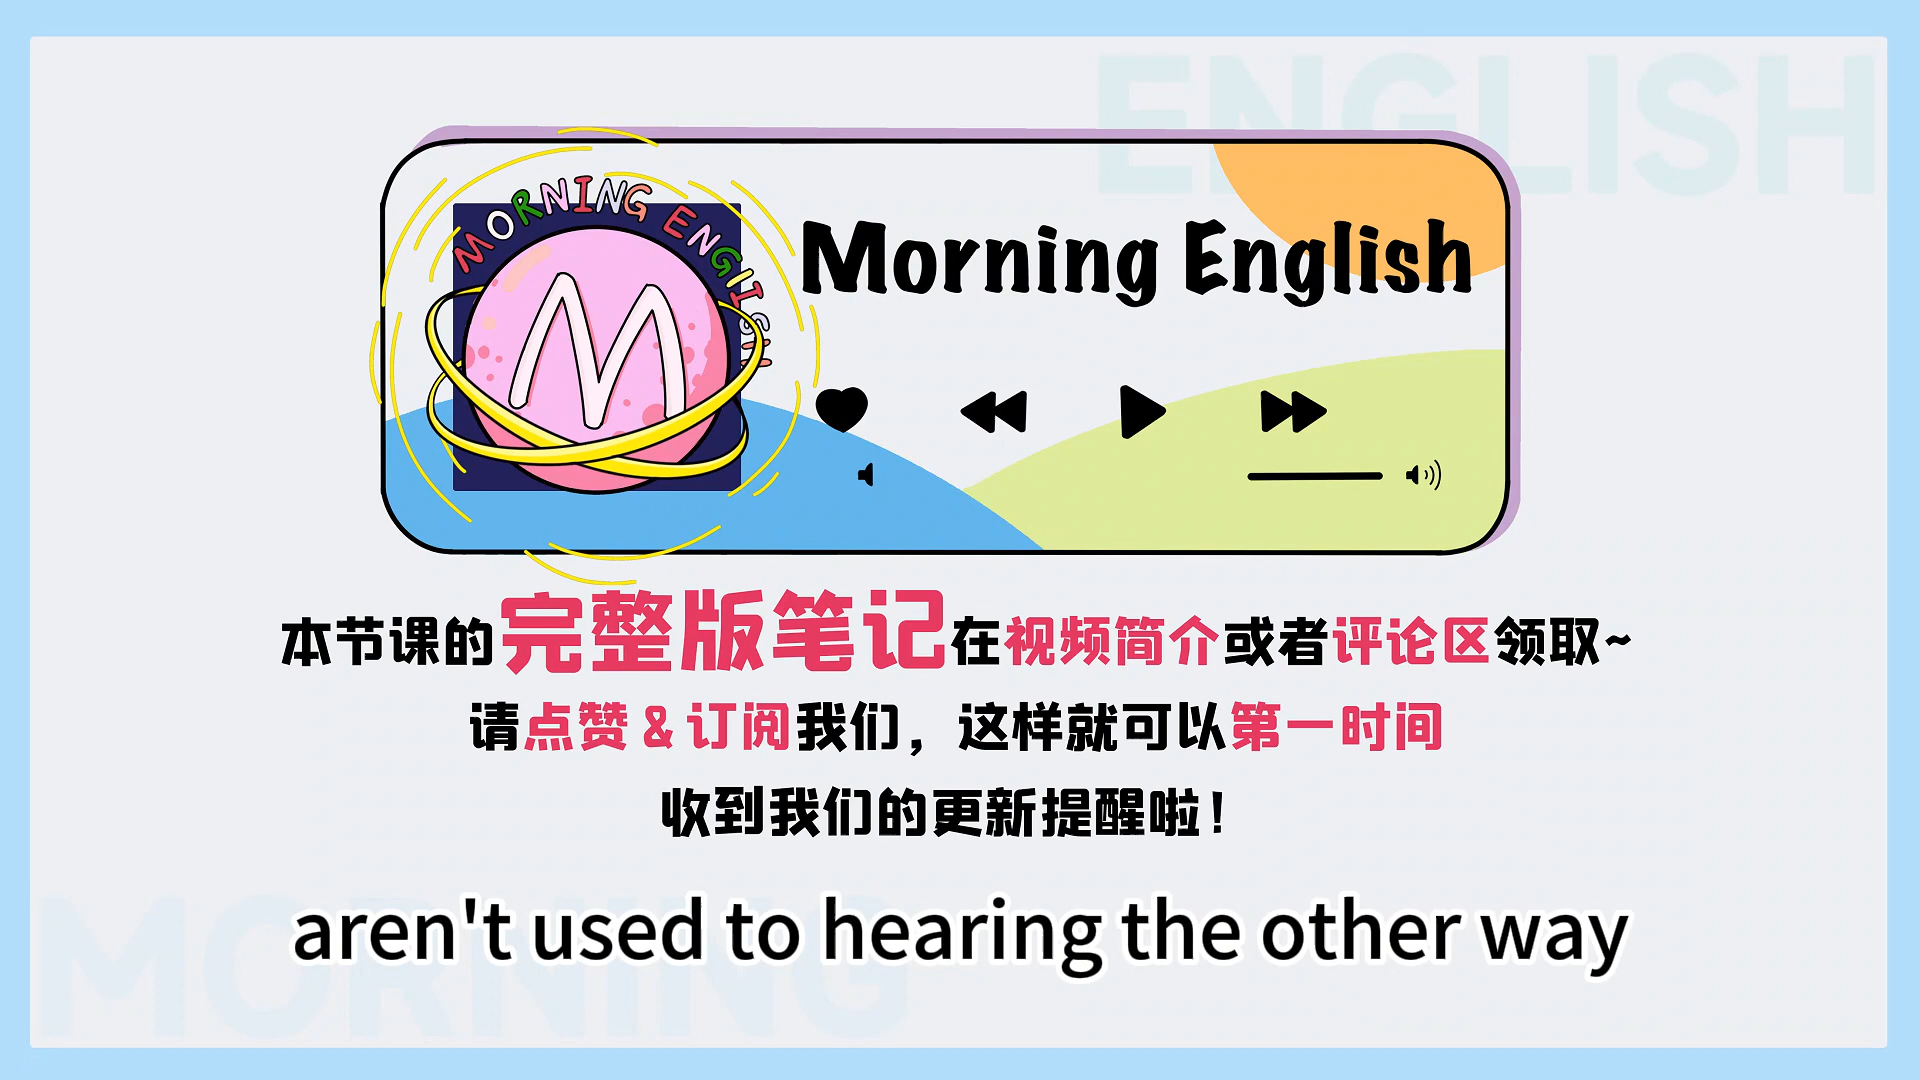 ENGLISH
MORNING ENGLISH
M
Morning English
本节课的完整版笔记在视频简介或者评论区领取~
请点赞&订阅我们，这样就可以第一时间
收到我们的更新提醒啦！
MORNING
aren't used to hearing the other way